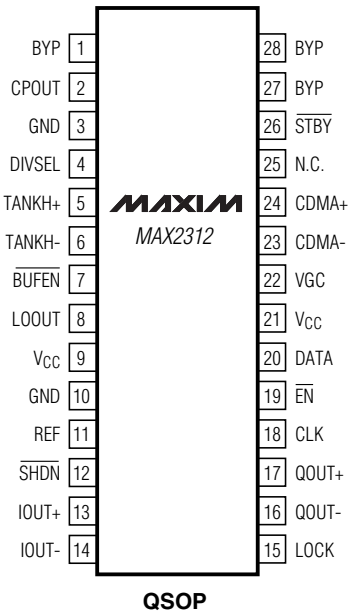 BYP 1
CPOUT 2
GND 3
DIVSEL 4
TANKH+ 5
TANKH- 6
BUFEN 7
LOOUT 8
VCC 9
GND 10
REF 11
SHDN 12
IOUT+ 13
IOUT- 14
MAXIM
MAX2312
28 BYP
27 BYP
26 STBY
25 N.C.
24 CDMA+
23 CDMA-
22 VGC
21 VCC
20 DATA
19 EN
18 CLK
17 QOUT+
16 QOUT-
15 LOCK
QSOP